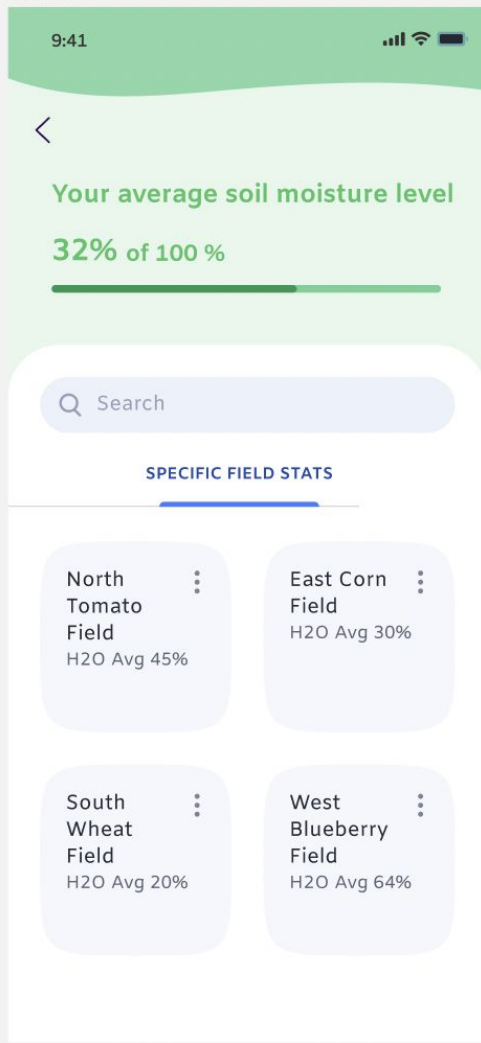 9:41
Your average soil moisture level
32% of 100 %
Search
SPECIFIC FIELD STATS
North
Tomato
Field
H2O Avg 45%
East Corn
Field
H2O Avg 30%
South
Wheat
Field
H2O Avg 20%
West
Blueberry
Field
H2O Avg 64%